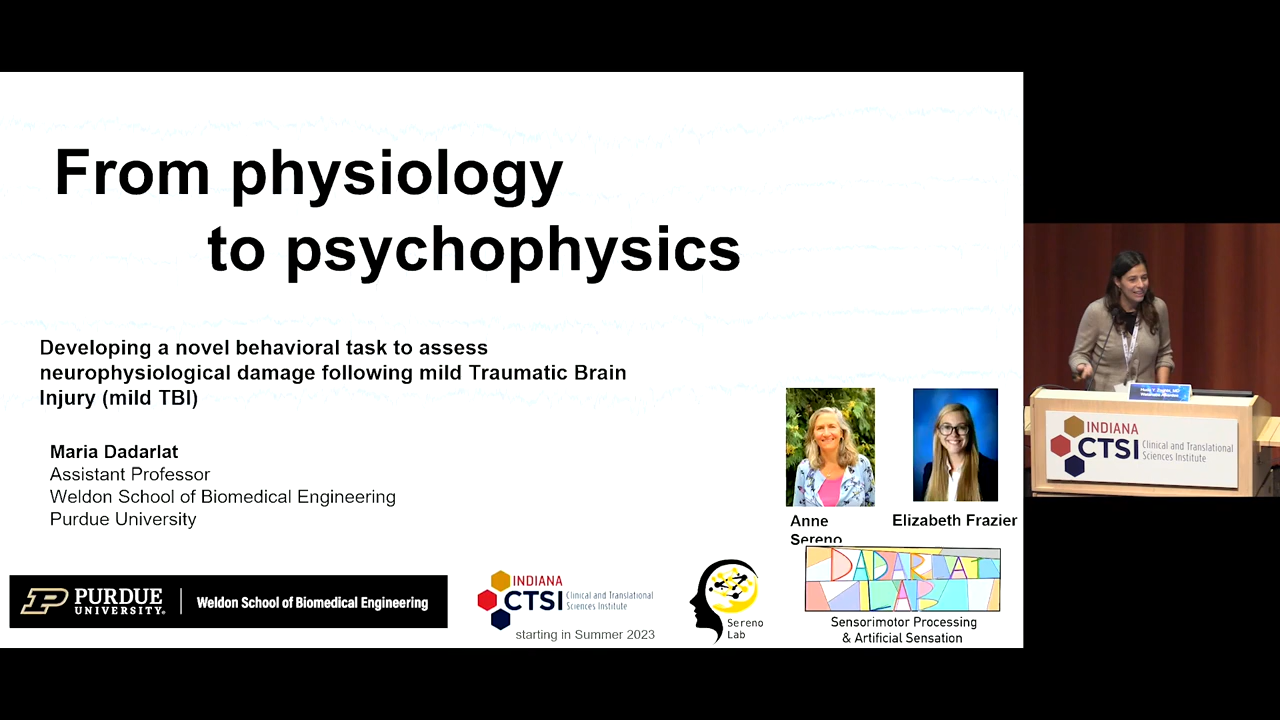 From physiology
to psychophysics
Developing a novel behavioral task to assess
neurophysiological damage following mild Traumatic Brain
Injury (mild TBI)
Maria Dadarlat
Assistant Professor
Weldon School of Biomedical Engineering
Purdue University
Anne
Sereno
Elizabeth Frazier
PURDUE
UNIVERSITY.
Weldon School of Biomedical Engineering
INDIANA
CTSI
Clinical and Translational
Sciences Institute
starting in Summer 2023
Sereno
Lab
DADARLAT
LAB
Sensorimotor Processing
& Artificial Sensation
INDIANA
CTSI
Clinical and Translational
Sciences Institute